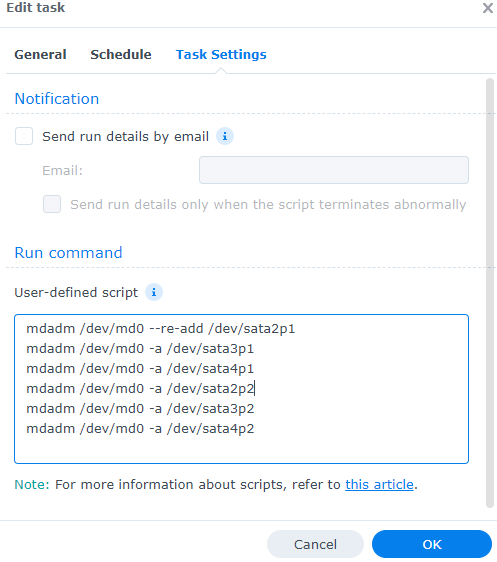 Edit task
General Schedule Task Settings
Notification
Send run details by email i
Email:
Send run details only when the script terminates abnormally
Run command
User-defined script i
mdadm /dev/md0 --re-add /dev/sata2p1
mdadm /dev/md0 -a /dev/sata3p1
mdadm /dev/md0 -a /dev/sata4p1
mdadm /dev/md0 -a /dev/sata2p2
mdadm /dev/md0 -a /dev/sata3p2
mdadm /dev/md0 -a /dev/sata4p2
Note: For more information about scripts, refer to this article.
Cancel OK